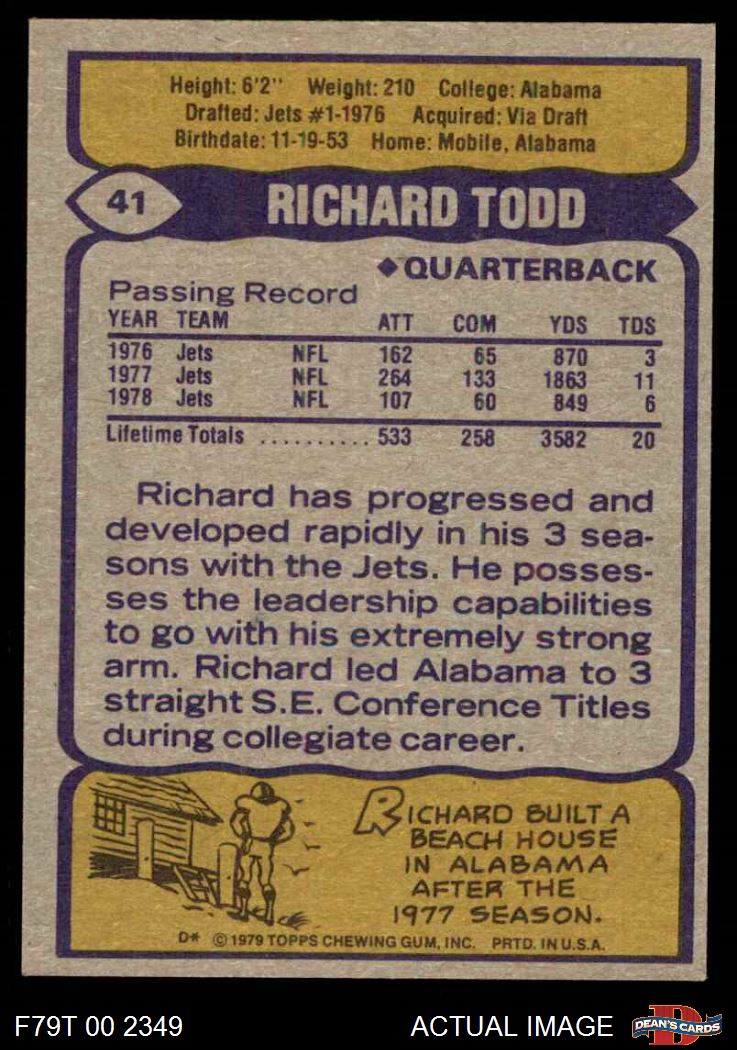 Height: 6'2" Weight: 210 College: Alabama
Drafted: Jets #1-1976 Acquired: Via Draft
Birthdate: 11-19-53 Home: Mobile, Alabama
41 RICHARD TODD
◆QUARTERBACK
Passing Record
YEAR TEAM ATT COM YDS TDS
1976 Jets NFL 162 65 870 3
1977 Jets NFL 264 133 1863 11
1978 Jets NFL 107 60 849 6
Lifetime Totals .......... 533 258 3582 20
Richard has progressed and
developed rapidly in his 3 sea-
sons with the Jets. He posses-
ses the leadership capabilities
to go with his extremely strong
arm. Richard led Alabama to 3
straight S.E. Conference Titles
during collegiate career.
RICHARD BUILT A
BEACH HOUSE
IN ALABAMA
AFTER THE
1977 SEASON.
D* © 1979 TOPPS CHEWING GUM, INC. PRTD. IN U.S.A.
F79T 00 2349 ACTUAL IMAGE DEAN'S CARDS